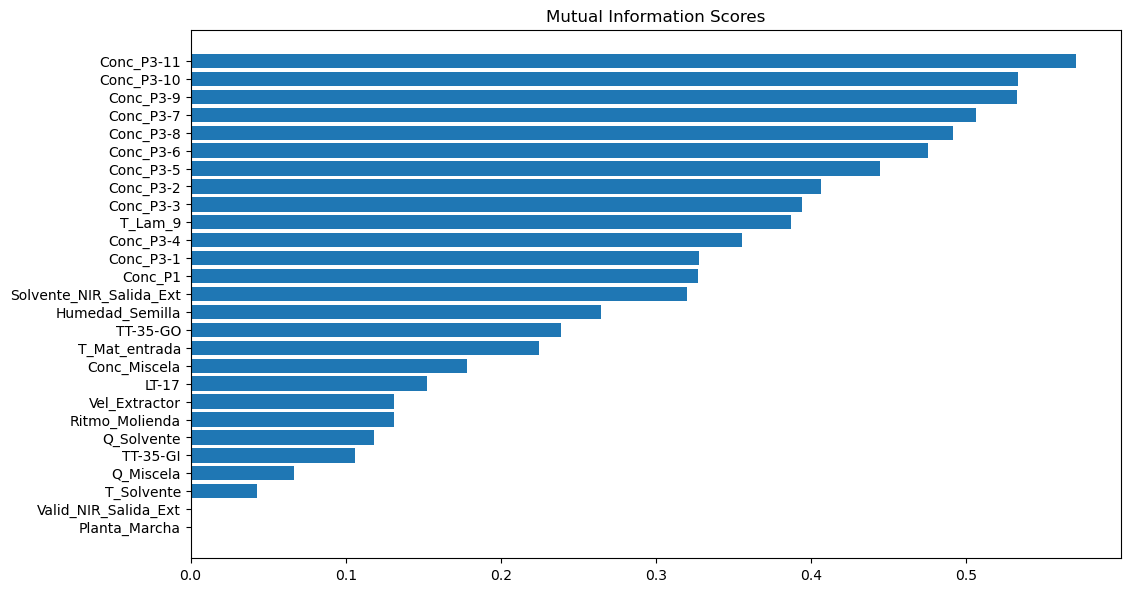 Mutual Information Scores
Conc_P3-11
Conc_P3-10
Conc_P3-9
Conc_P3-7
Conc_P3-8
Conc_P3-6
Conc_P3-5
Conc_P3-2
Conc_P3-3
T_Lam_9
Conc_P3-4
Conc_P3-1
Conc_P1
Solvente_NIR_Salida_Ext
Humedad_Semilla
TT-35-GO
T_Mat_entrada
Conc_Miscela
LT-17
Vel_Extractor
Ritmo_Molienda
Q_Solvente
TT-35-GI
Q_Miscela
T_Solvente
Valid_NIR_Salida_Ext
Planta_Marcha
0.0 0.1 0.2 0.3 0.4 0.5